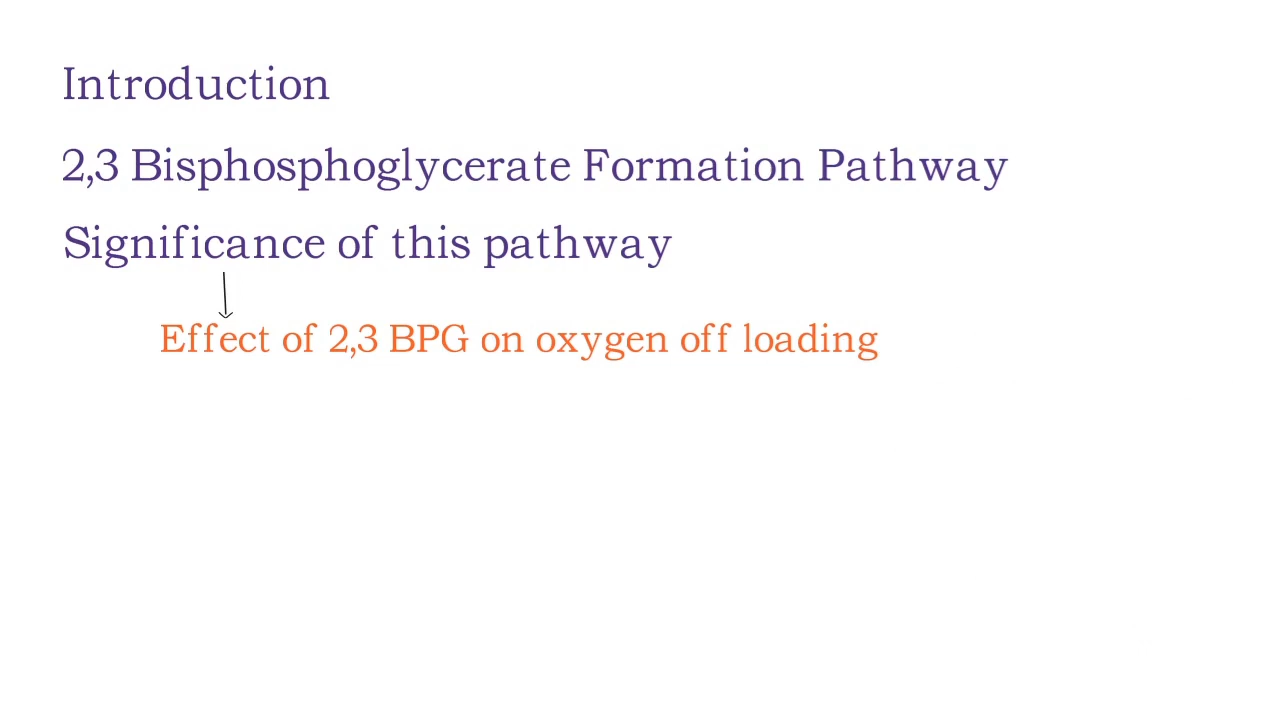 Introduction
2,3 Bisphosphoglycerate Formation Pathway
Significance of this pathway
Effect of 2,3 BPG on oxygen off loading